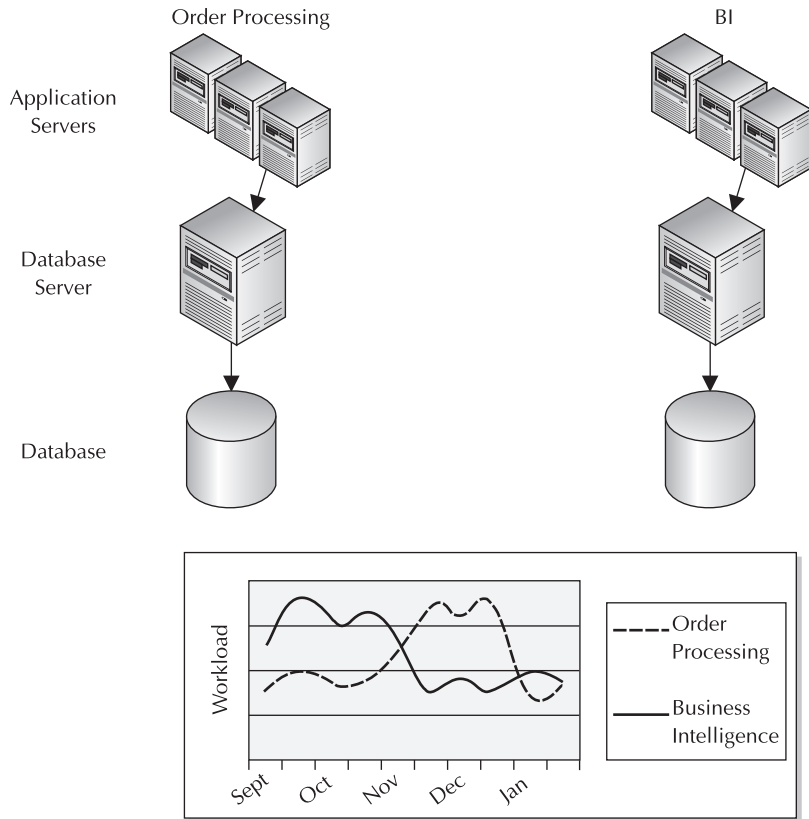 Order Processing
BI
Application
Servers
Database
Server
Database
Workload
Sept
Oct
Nov
Dec
Jan
Order
Processing
Business
Intelligence